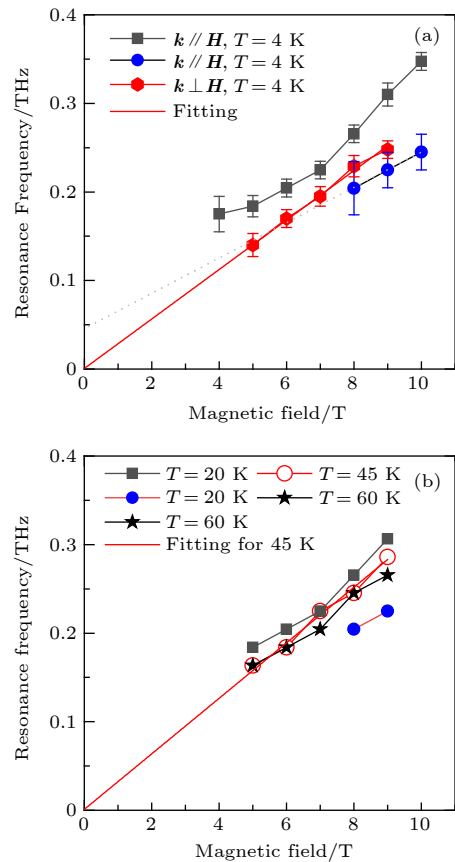 (a)
k // H, T = 4 K
k // H, T = 4 K
k ⊥ H, T = 4 K
Fitting
Resonance Frequency/THz
0.4
0.3
0.2
0.1
0
0 2 4 6 8 10
Magnetic field/T
(b)
T = 20 K T = 45 K
T = 20 K T = 60 K
T = 60 K
Fitting for 45 K
Resonance frequency/THz
0.4
0.3
0.2
0.1
0
0 2 4 6 8 10
Magnetic field/T